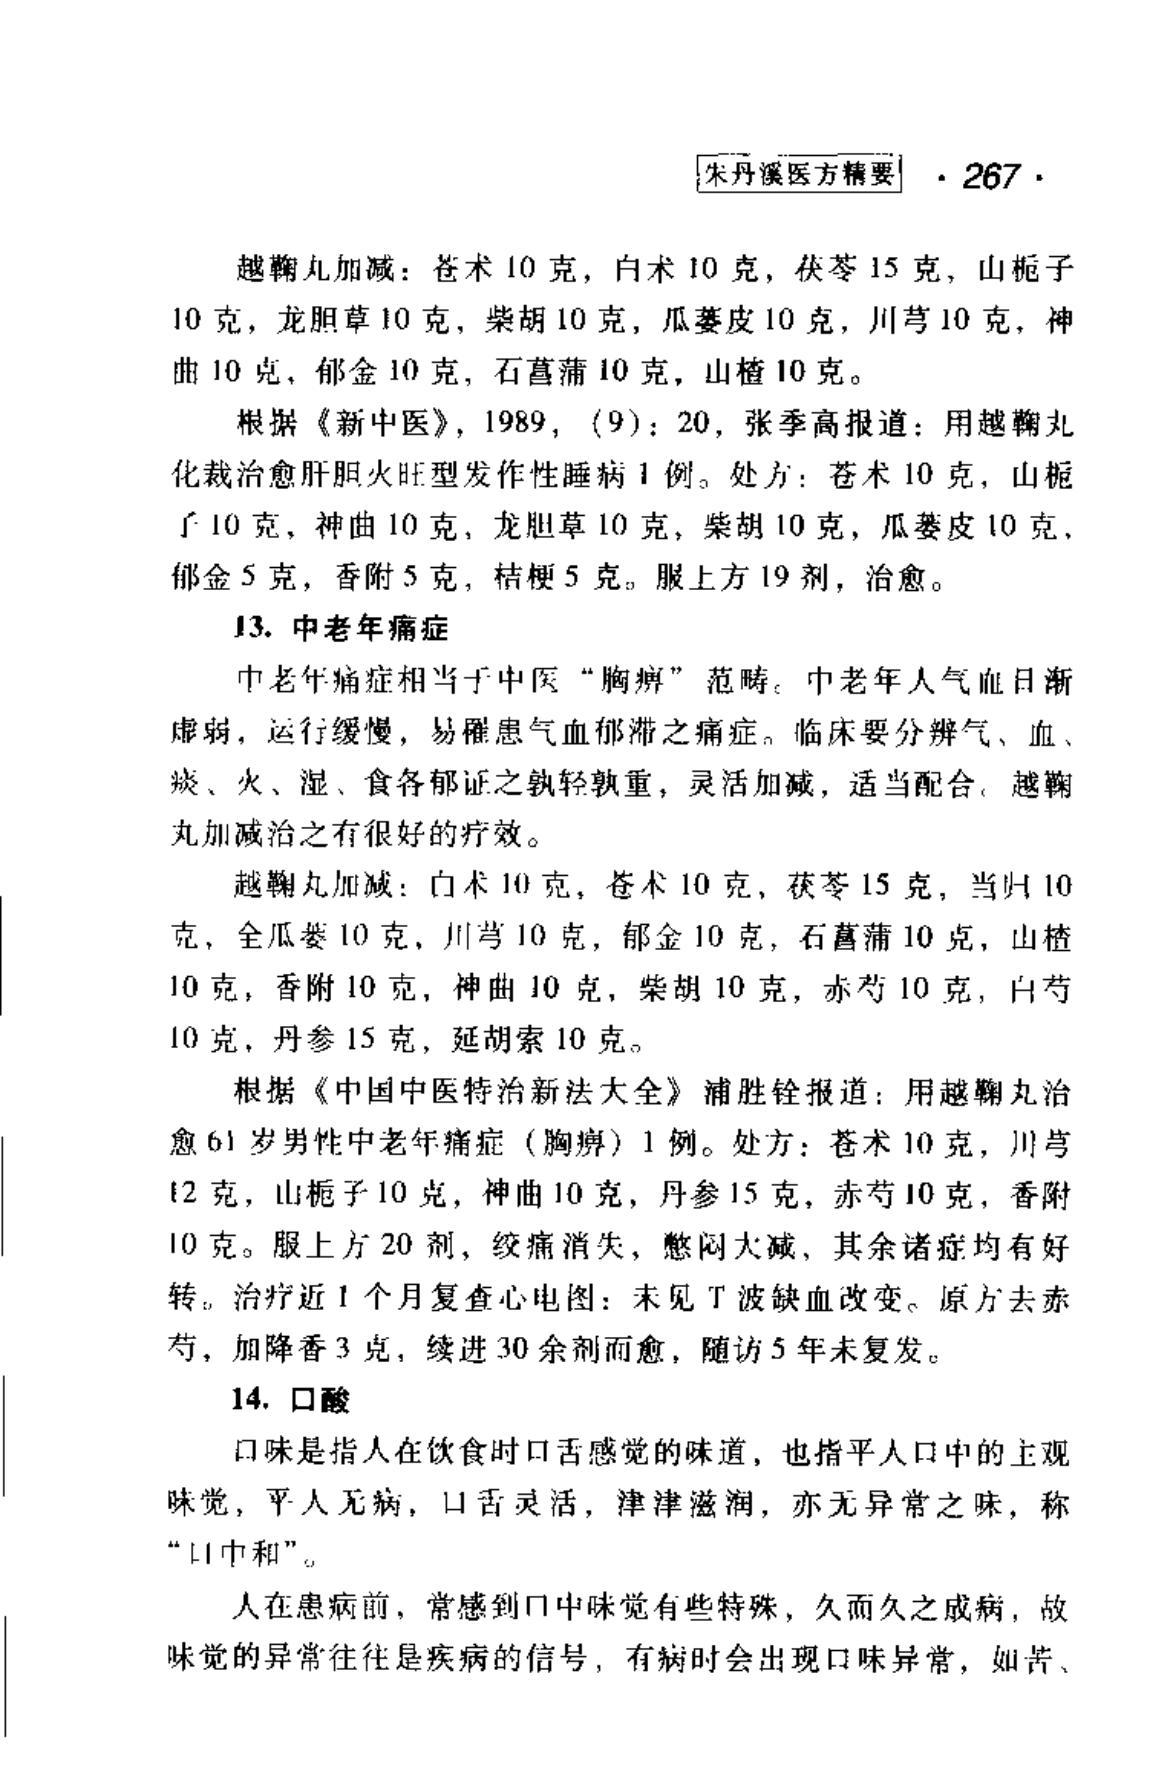 朱丹溪医方精要 · 267 ·
越鞠丸加减：苍术 10 克，白术 10 克，茯苓 15 克，山栀子
10 克，龙胆草 10 克，柴胡 10 克，瓜蒌皮 10 克，川芎 10 克，神
曲 10 克，郁金 10 克，石菖蒲 10 克，山楂 10 克。
根据《新中医》，1989，（9）：20，张季高报道：用越鞠丸
化裁治愈肝胆火旺型发作性睡病 1 例。处方：苍术 10 克，山栀
子 10 克，神曲 10 克，龙胆草 10 克，柴胡 10 克，瓜蒌皮 10 克，
郁金 5 克，香附 5 克，桔梗 5 克。服上方 19 剂，治愈。
13. 中老年痛症
中老年痛症相当于中医“胸痹”范畴。中老年人气血日渐
虚弱，运行缓慢，易罹患气血郁滞之痛症。临床要分辨气、血、
痰、火、湿、食各郁证之孰轻孰重，灵活加减，适当配合。越鞠
丸加减治之有很好的疗效。
越鞠丸加减：白术 10 克，苍术 10 克，茯苓 15 克，当归 10
克，全瓜蒌 10 克，川芎 10 克，郁金 10 克，石菖蒲 10 克，山楂
10 克，香附 10 克，神曲 10 克，柴胡 10 克，赤芍 10 克，白芍
10 克，丹参 15 克，延胡索 10 克。
根据《中国中医特治新法大全》浦胜铨报道：用越鞠丸治
愈 61 岁男性中老年痛症（胸痹）1 例。处方：苍术 10 克，川芎
12 克，山栀子 10 克，神曲 10 克，丹参 15 克，赤芍 10 克，香附
10 克。服上方 20 剂，绞痛消失，憋闷大减，其余诸症均有好
转。治疗近 1 个月复查心电图：未见 T 波缺血改变。原方去赤
芍，加降香 3 克，续进 30 余剂而愈，随访 5 年未复发。
14. 口酸
口味是指人在饮食时口舌感觉的味道，也指平人口中的主观
味觉，平人无病，口舌灵活，津津滋润，亦无异常之味，称
“口中和”。
人在患病前，常感到口中味觉有些特殊，久而久之成病，故
味觉的异常往往是疾病的信号，有病时会出现口味异常，如苦、